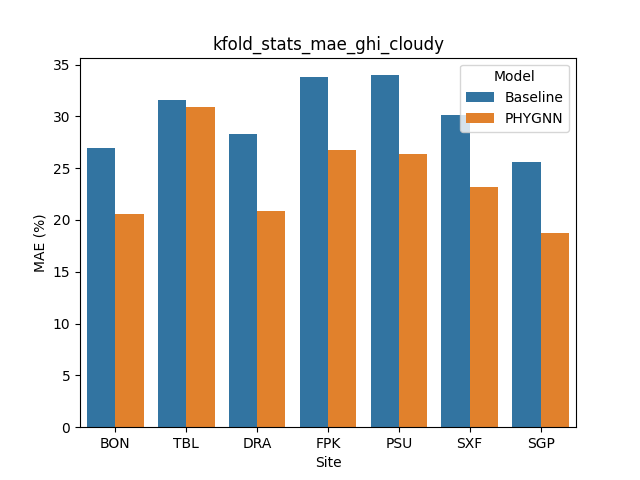 kfold_stats_mae_ghi_cloudy
MAE (%)
35
30
25
20
15
10
5
0
Model
Baseline
PHYGNN
BON TBL DRA FPK PSU SXF SGP
Site